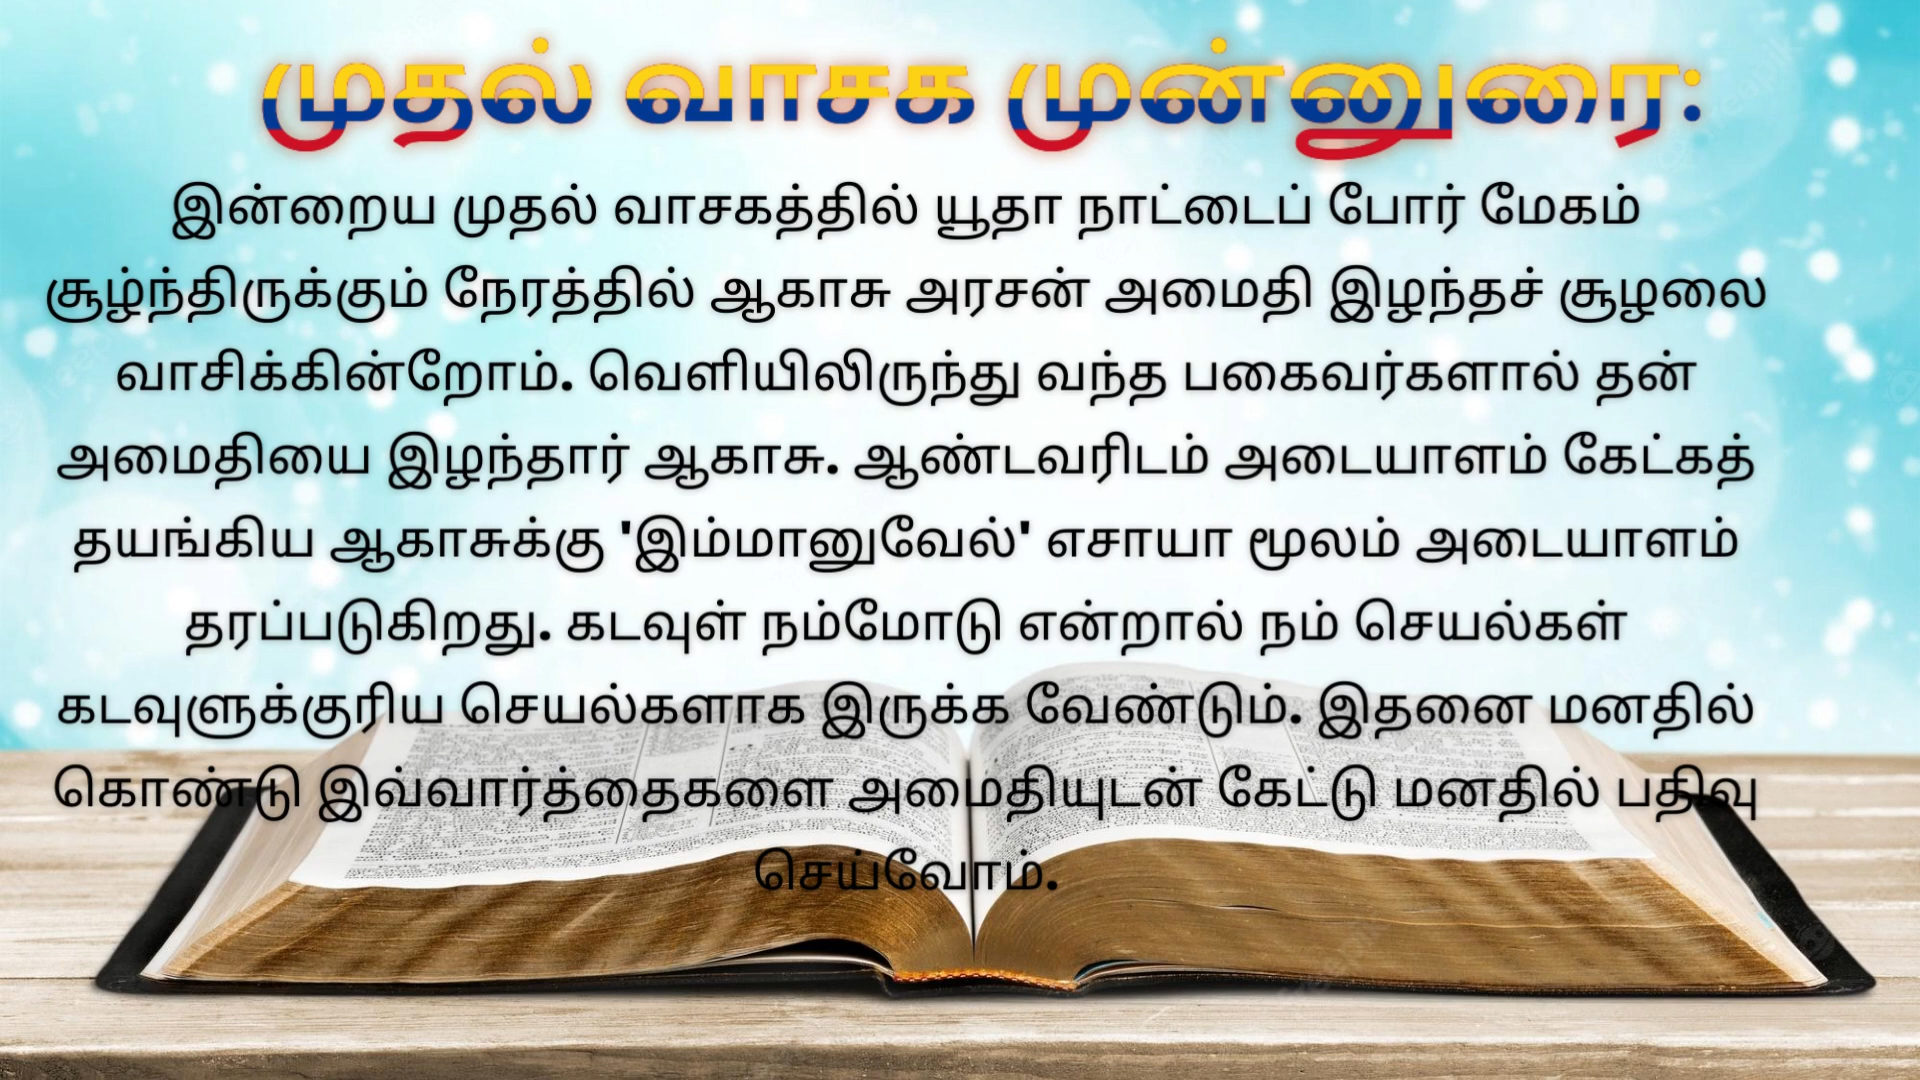 முதல் வாசக முன்னுரை:
இன்றைய முதல் வாசகத்தில் யூதா நாட்டைப் போர் மேகம்
சூழ்ந்திருக்கும் நேரத்தில் ஆகாசு அரசன் அமைதி இழந்தச் சூழலை
வாசிக்கின்றோம். வெளியிலிருந்து வந்த பகைவர்களால் தன்
அமைதியை இழந்தார் ஆகாசு. ஆண்டவரிடம் அடையாளம் கேட்கத்
தயங்கிய ஆகாசுக்கு 'இம்மானுவேல்' எசாயா மூலம் அடையாளம்
தரப்படுகிறது. கடவுள் நம்மோடு என்றால் நம் செயல்கள்
கடவுளுக்குரிய செயல்களாக இருக்க வேண்டும். இதனை மனதில்
கொண்டு இவ்வார்த்தைகளை அமைதியுடன் கேட்டு மனதில் பதிவு
செய்வோம்.